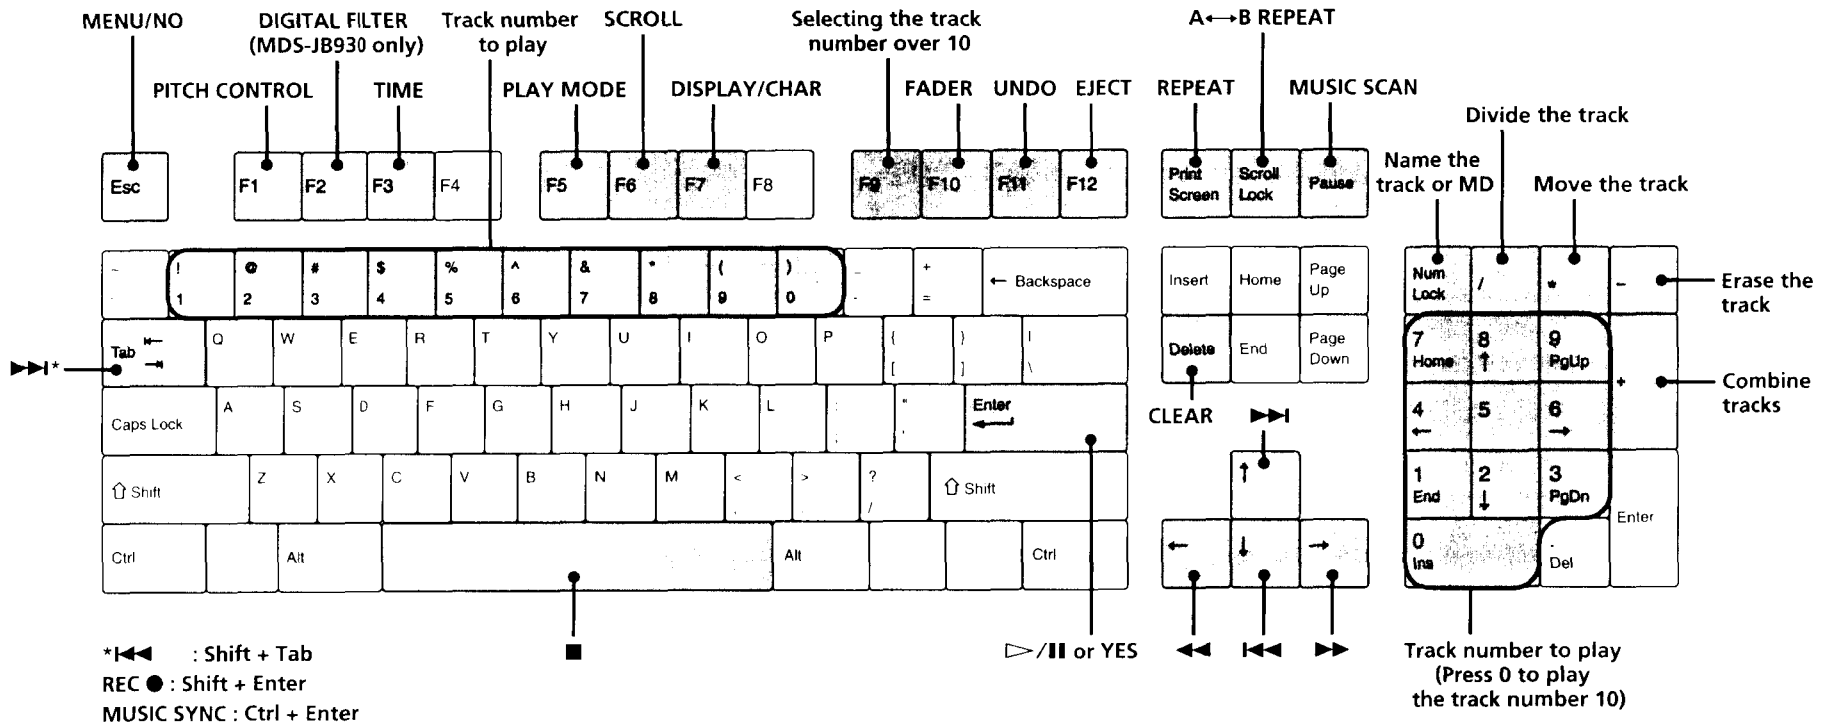 MENU/NO
DIGITAL FILTER
(MDS-JB930 only)
Track number
to play
SCROLL
Selecting the track
number over 10
A↔B REPEAT
PITCH CONTROL
TIME
PLAY MODE
DISPLAY/CHAR
FADER
UNDO
EJECT
REPEAT
MUSIC SCAN
Divide the track
Name the
track or MD
Move the track
Esc
F1
F2
F3
F4
F5
F6
F7
F8
F9
F10
F11
F12
Print
Screen
Scroll
Lock
Pause
~
! 1
@ 2
# 3
$ 4
% 5
^ 6
& 7
* 8
( 9
) 0
_ -
+ =
← Backspace
Insert
Home
Page
Up
Num
Lock
/
*
-
Erase the
track
▶▶I*
Tab
Q
W
E
R
T
Y
U
I
O
P
{ [
} ]
| \
Delete
End
Page
Down
7
Home
8
↑
9
PgUp
+
Combine
tracks
Caps Lock
A
S
D
F
G
H
J
K
L
: ;
" '
Enter
CLEAR
▶▶I
4
←
5
6
→
⇧ Shift
Z
X
C
V
B
N
M
< ,
> .
? /
⇧ Shift
↑
1
End
2
↓
3
PgDn
Enter
Ctrl
Alt
Alt
Ctrl
←
↓
→
0
Ins
.
Del
■
▷/II or YES
◀◀
I◀◀
▶▶
Track number to play
(Press 0 to play
the track number 10)
*I◀◀ : Shift + Tab
REC ● : Shift + Enter
MUSIC SYNC : Ctrl + Enter